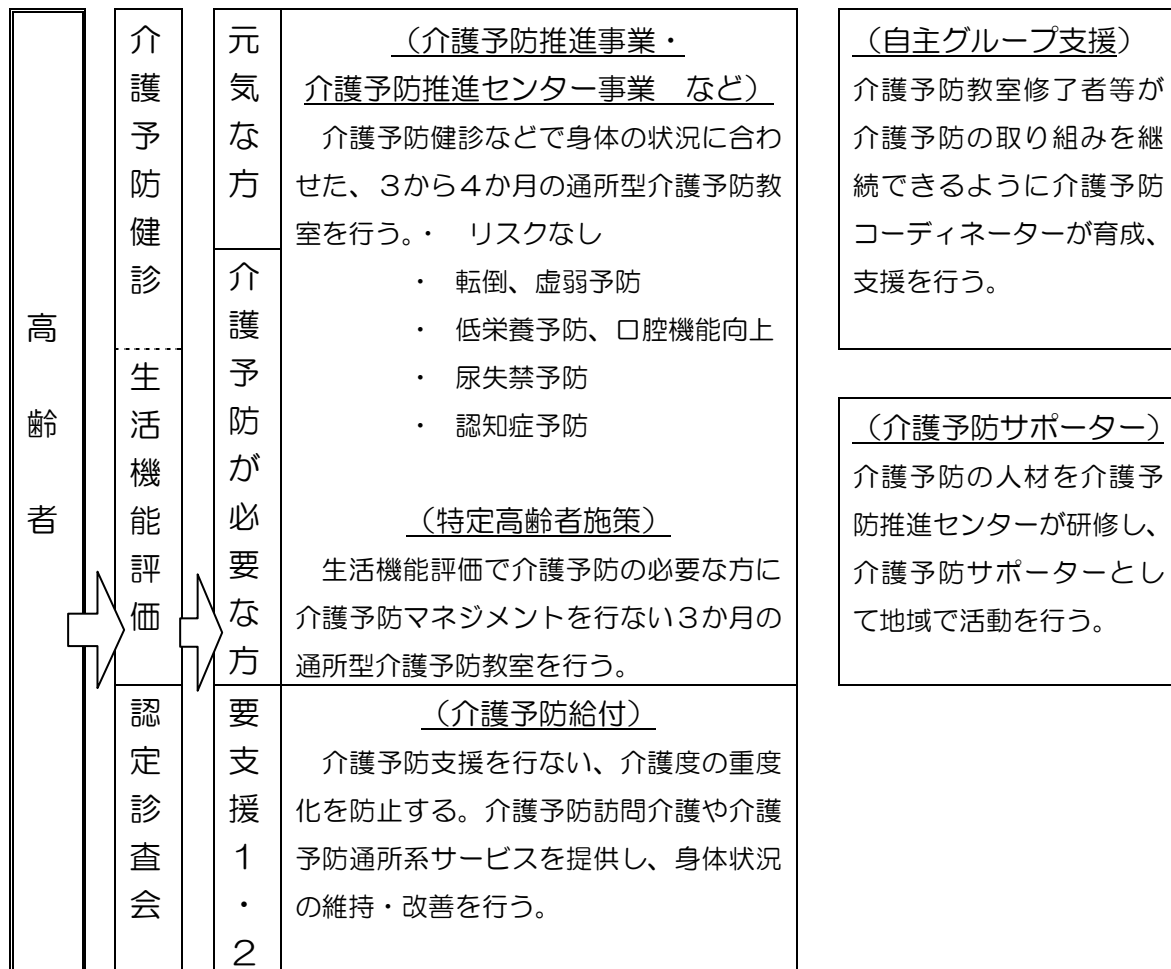 高齢者
介護予防健診
生活機能評価
認定診査会
元気な方
介護予防が必要な方
要支援１・２
（介護予防推進事業・
介護予防推進センター事業　など）
介護予防健診などで身体の状況に合わ
せた、３から４か月の通所型介護予防教
室を行う。・　リスクなし
・　転倒、虚弱予防
・　低栄養予防、口腔機能向上
・　尿失禁予防
・　認知症予防
（特定高齢者施策）
生活機能評価で介護予防の必要な方に
介護予防マネジメントを行ない３か月の
通所型介護予防教室を行う。
（介護予防給付）
介護予防支援を行ない、介護度の重度
化を防止する。介護予防訪問介護や介護
予防通所系サービスを提供し、身体状況
の維持・改善を行う。
（自主グループ支援）
介護予防教室修了者等が
介護予防の取り組みを継
続できるように介護予防
コーディネーターが育成、
支援を行う。
（介護予防サポーター）
介護予防の人材を介護予
防推進センターが研修し、
介護予防サポーターとし
て地域で活動を行う。